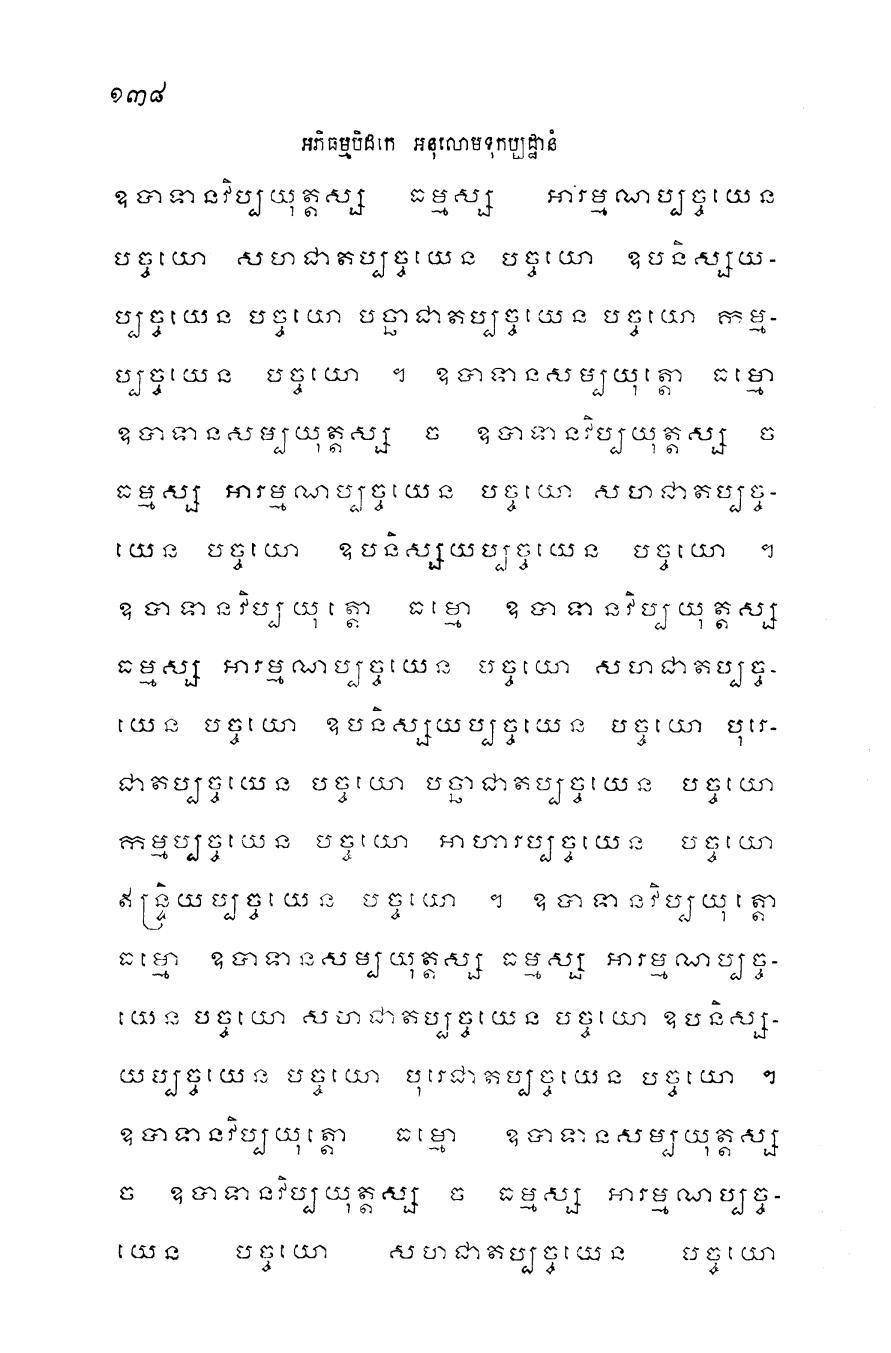 ១៣៨
អភិធម្មបិដកេ អនុលោមទុកប្បដ្ឋានំ
ឧបាទានវិប្បយុត្តស្ស ធម្មស្ស អារម្មណប្បច្ចយេន
បច្ចយោ សហជាតប្បច្ចយេន បច្ចយោ ឧបនិស្សយ-
ប្បច្ចយេន បច្ចយោ បច្ឆាជាតប្បច្ចយេន បច្ចយោ កម្ម-
ប្បច្ចយេន បច្ចយោ ។ ឧបាទានសម្បយុត្តោ ធម្មោ
ឧបាទានសម្បយុត្តស្ស ច ឧបាទានវិប្បយុត្តស្ស ច
ធម្មស្ស អារម្មណប្បច្ចយេន បច្ចយោ សហជាតប្បច្ច-
យេន បច្ចយោ ឧបនិស្សយប្បច្ចយេន បច្ចយោ ។
ឧបាទានវិប្បយុត្តោ ធម្មោ ឧបាទានវិប្បយុត្តស្ស
ធម្មស្ស អារម្មណប្បច្ចយេន បច្ចយោ សហជាតប្បច្ច-
យេន បច្ចយោ ឧបនិស្សយប្បច្ចយេន បច្ចយោ បុរេ-
ជាតប្បច្ចយេន បច្ចយោ បច្ឆាជាតប្បច្ចយេន បច្ចយោ
កម្មប្បច្ចយេន បច្ចយោ អាហារប្បច្ចយេន បច្ចយោ
ឥន្ទ្រិយប្បច្ចយេន បច្ចយោ ។ ឧបាទានវិប្បយុត្តោ
ធម្មោ ឧបាទានសម្បយុត្តស្ស ធម្មស្ស អារម្មណប្បច្ច-
យេន បច្ចយោ សហជាតប្បច្ចយេន បច្ចយោ ឧបនិស្ស-
យប្បច្ចយេន បច្ចយោ បុរេជាតប្បច្ចយេន បច្ចយោ ។
ឧបាទានវិប្បយុត្តោ ធម្មោ ឧបាទានសម្បយុត្តស្ស
ច ឧបាទានវិប្បយុត្តស្ស ច ធម្មស្ស អារម្មណប្បច្ច-
យេន បច្ចយោ សហជាតប្បច្ចយេន បច្ចយោ